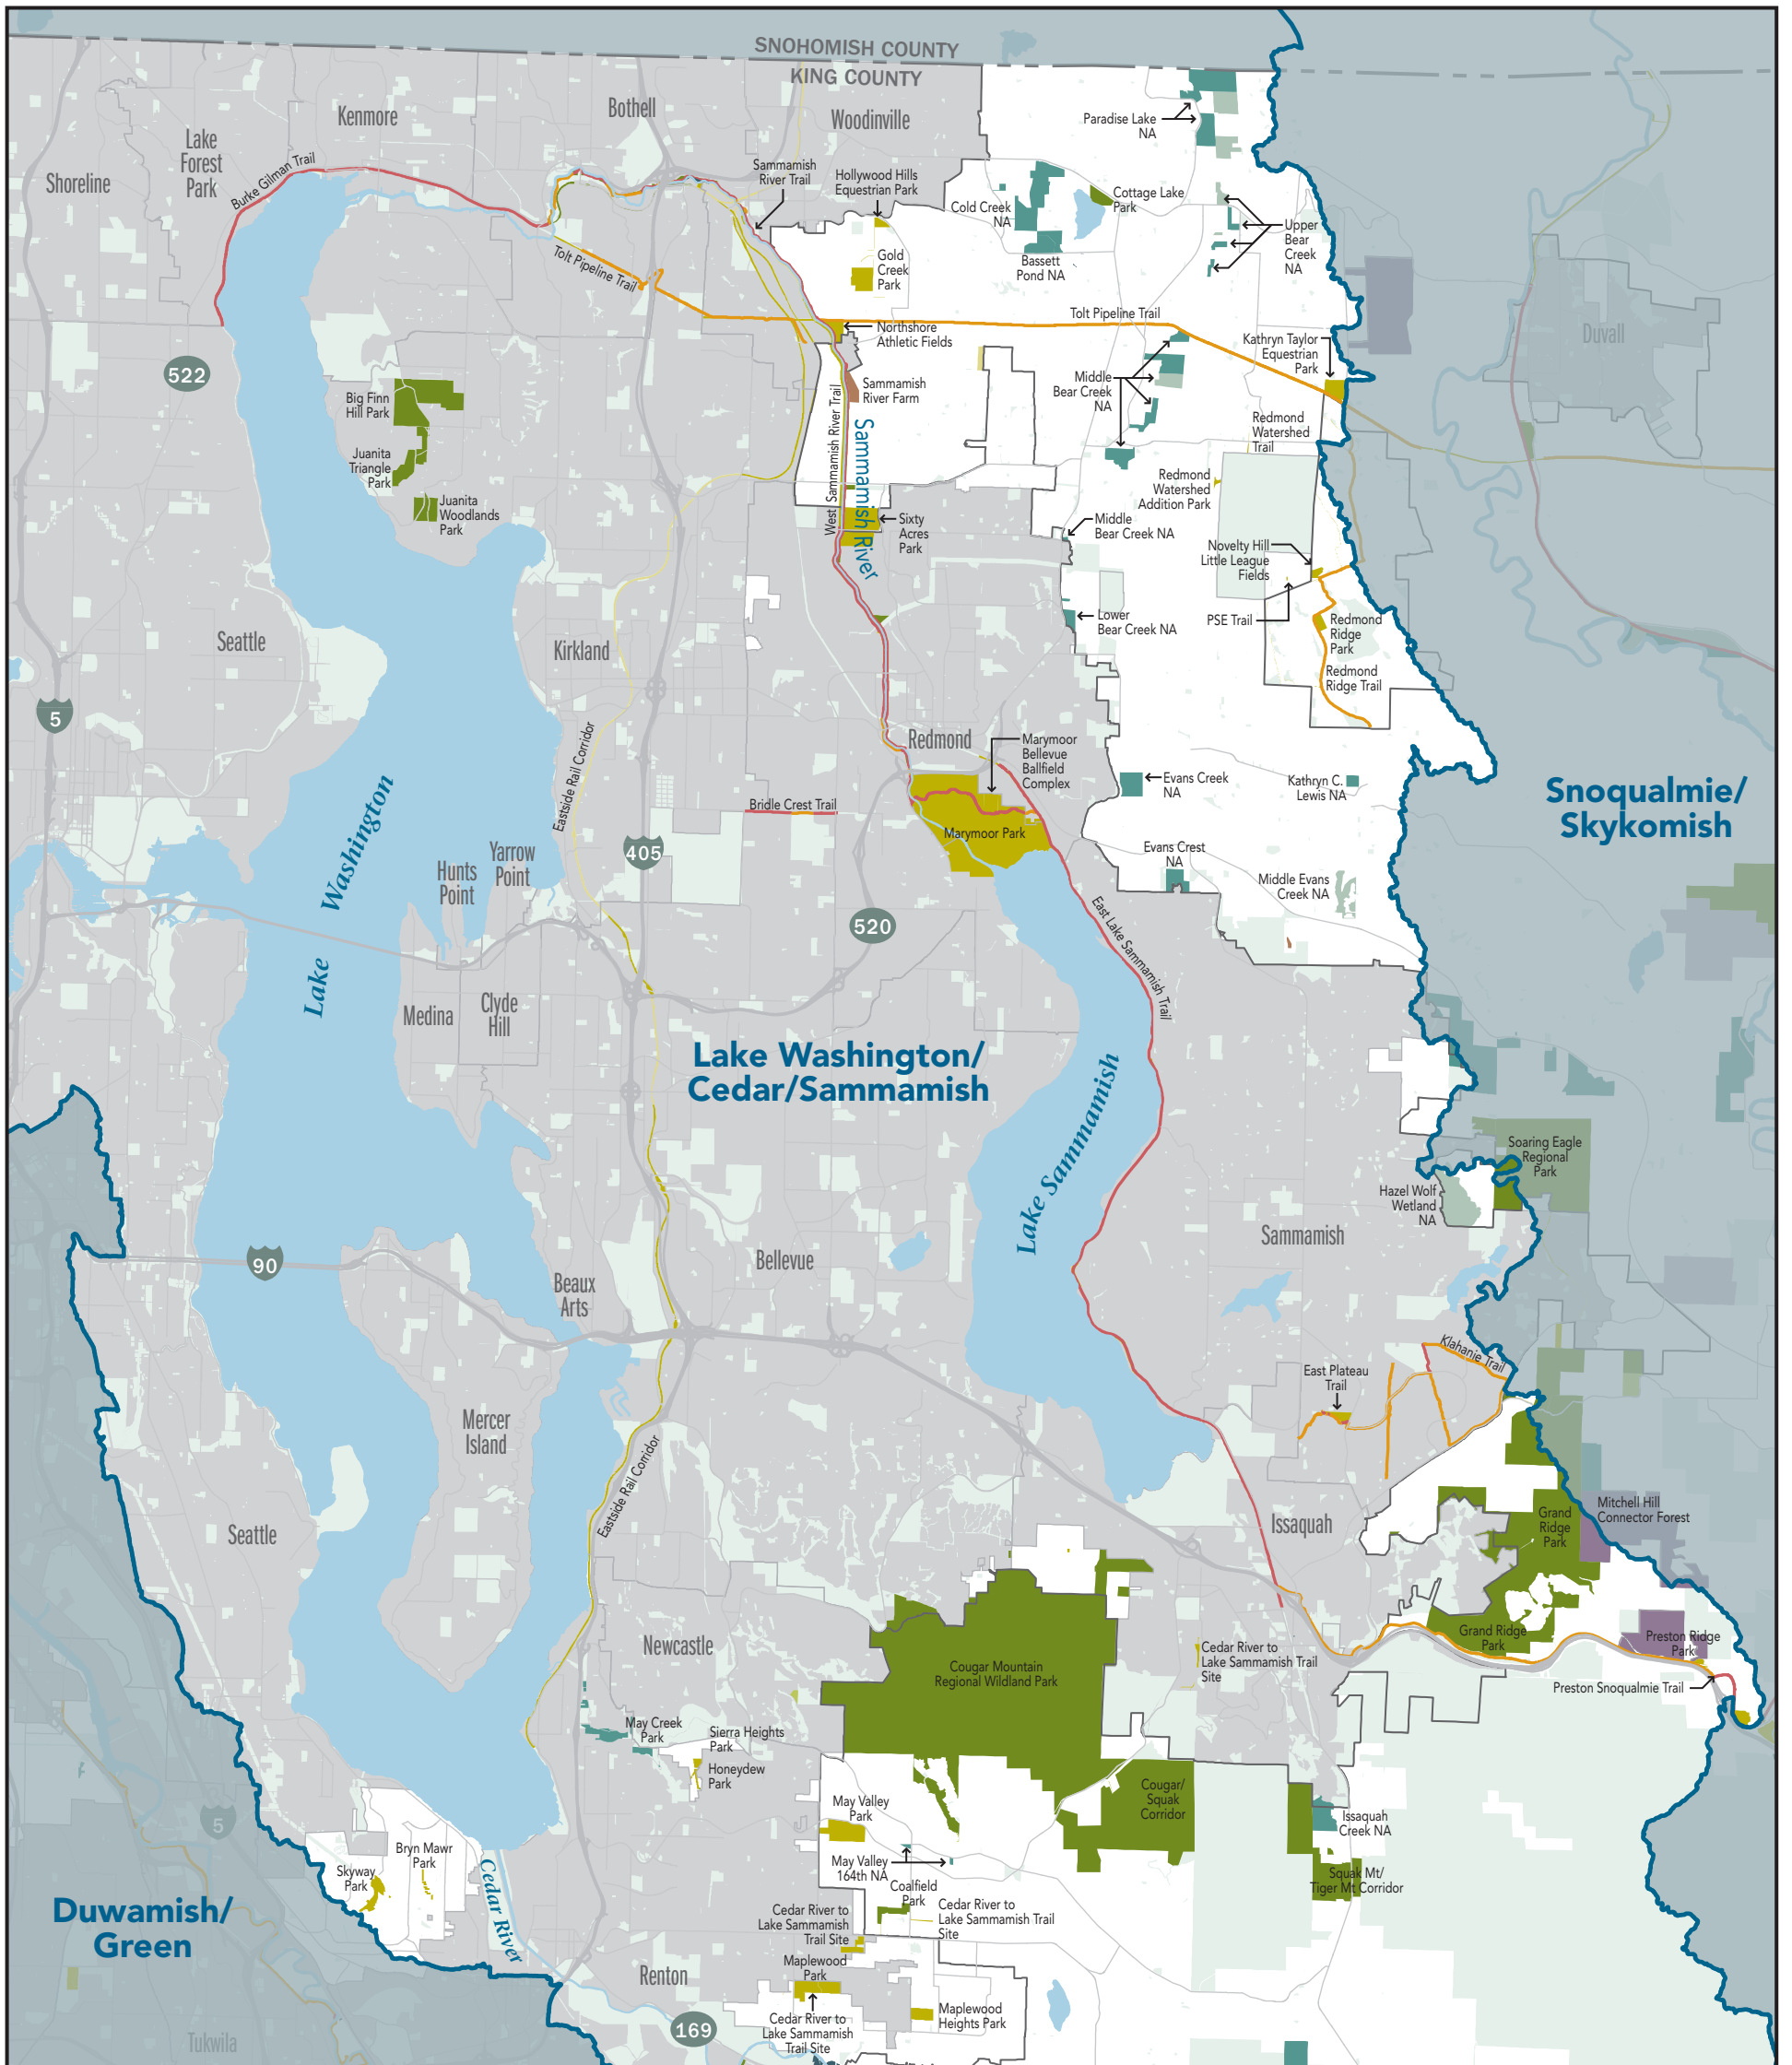 SNOHOMISH COUNTY
KING COUNTY
Shoreline
Lake
Forest
Park
Kenmore
Bothell
Woodinville
Burke Gilman Trail
Sammamish
River Trail
Hollywood Hills
Equestrian Park
Paradise Lake
NA
Cold Creek
NA
Cottage Lake
Park
Bassett
Pond NA
Upper
Bear
Creek
NA
Gold
Creek
Park
Tolt Pipeline Trail
Tolt Pipeline Trail
Northshore
Athletic Fields
Kathryn Taylor
Equestrian
Park
Duvall
522
Big Finn
Hill Park
Sammamish
River Farm
Middle
Bear Creek
NA
Redmond
Watershed
Trail
Juanita
Triangle
Park
Juanita
Woodlands
Park
West Sammamish River Trail
Sammamish River
Redmond
Watershed
Addition Park
Sixty
Acres
Park
Middle
Bear Creek NA
Novelty Hill
Little League
Fields
Lower
Bear Creek NA
PSE Trail
Redmond
Ridge
Park
Redmond
Ridge Trail
Seattle
Kirkland
5
Eastside Rail Corridor
Redmond
Marymoor
Bellevue
Ballfield
Complex
Bridle Crest Trail
Marymoor Park
Evans Creek
NA
Kathryn C.
Lewis NA
Snoqualmie/
Skykomish
Lake Washington
Hunts
Point
Yarrow
Point
405
Evans Crest
NA
Middle Evans
Creek NA
520
East Lake Sammamish Trail
Medina
Clyde
Hill
Lake Washington/
Cedar/Sammamish
Lake Sammamish
Soaring Eagle
Regional
Park
Hazel Wolf
Wetland
NA
Sammamish
90
Beaux
Arts
Bellevue
Klahanie Trail
East Plateau
Trail
Mercer
Island
Eastside Rail Corridor
Seattle
Issaquah
Grand
Ridge
Park
Mitchell Hill
Connector Forest
Grand Ridge
Park
Preston Ridge
Park
Preston Snoqualmie Trail
Newcastle
Cougar Mountain
Regional Wildland Park
Cedar River to
Lake Sammamish Trail
Site
May Creek
Park
Sierra Heights
Park
Honeydew
Park
Cougar/
Squak
Corridor
May Valley
Park
Issaquah
Creek NA
5
Bryn Mawr
Park
Skyway
Park
May Valley
164th NA
Coalfield
Park
Squak Mt/
Tiger Mt Corridor
Cedar River
Duwamish/
Green
Cedar River to
Lake Sammamish
Trail Site
Cedar River to
Lake Sammamish Trail
Site
Renton
Maplewood
Park
Maplewood
Heights Park
169
Cedar River to
Lake Sammamish
Trail Site
Tukwila